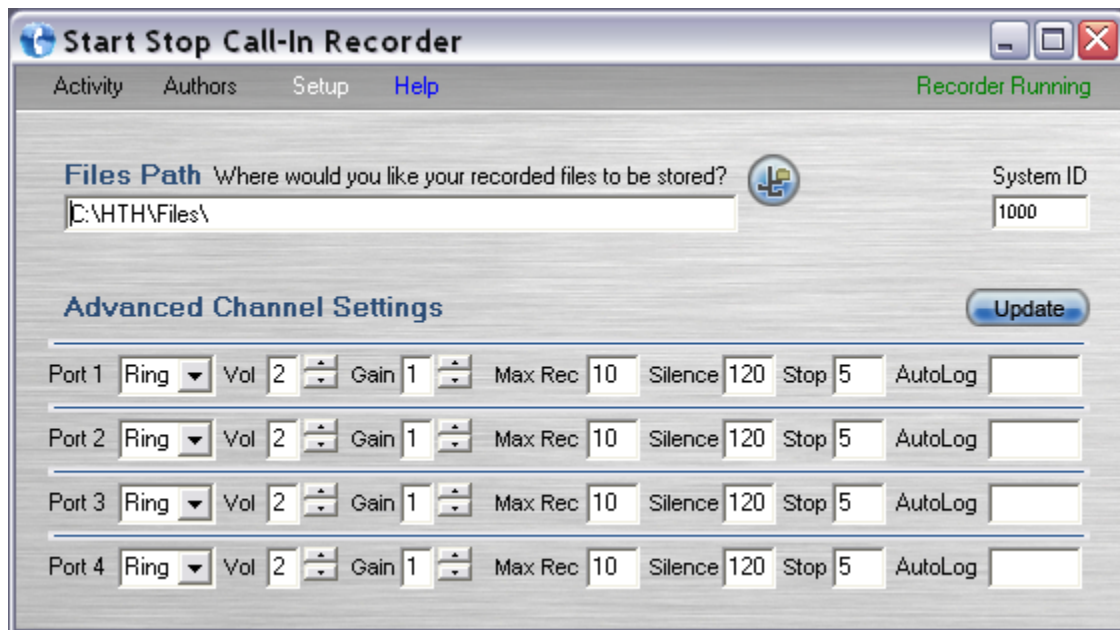 Start Stop Call-In Recorder
Activity Authors Setup Help Recorder Running
Files Path Where would you like your recorded files to be stored? System ID
C:\HTH\Files\ 1000
Advanced Channel Settings Update
Port 1 Ring Vol 2 Gain 1 Max Rec 10 Silence 120 Stop 5 AutoLog
Port 2 Ring Vol 2 Gain 1 Max Rec 10 Silence 120 Stop 5 AutoLog
Port 3 Ring Vol 2 Gain 1 Max Rec 10 Silence 120 Stop 5 AutoLog
Port 4 Ring Vol 2 Gain 1 Max Rec 10 Silence 120 Stop 5 AutoLog